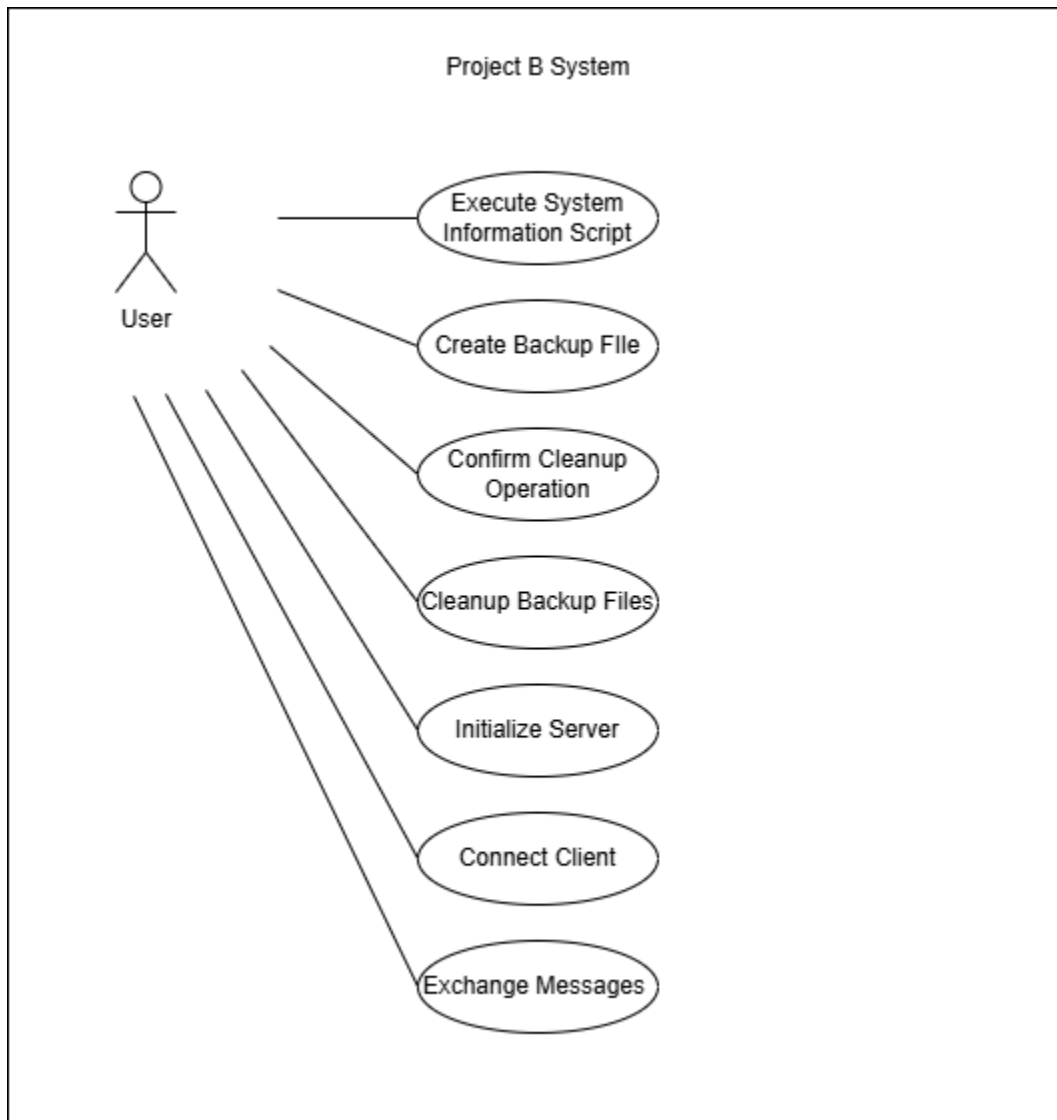 Project B System
User
Execute System
Information Script
Create Backup FIle
Confirm Cleanup
Operation
Cleanup Backup Files
Initialize Server
Connect Client
Exchange Messages